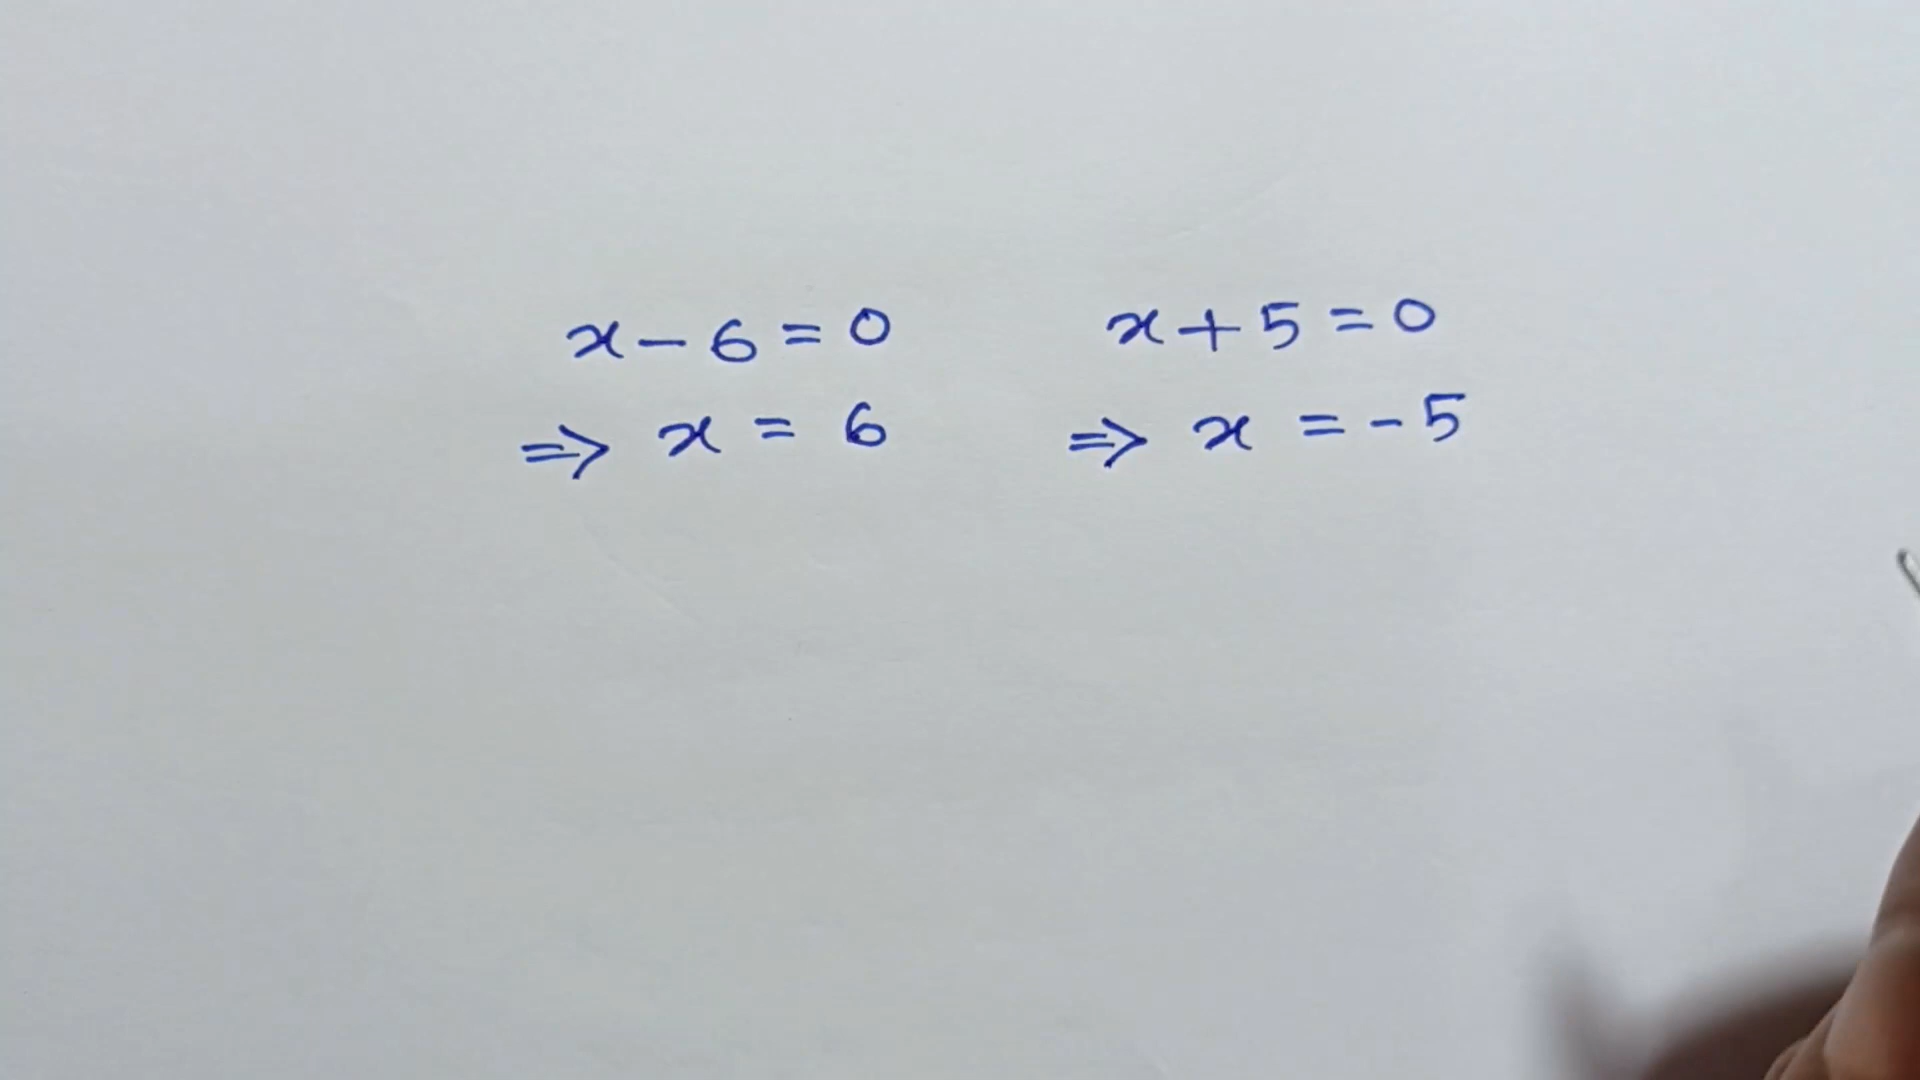 x - 6 = 0
⇒ x = 6
x + 5 = 0
⇒ x = - 5